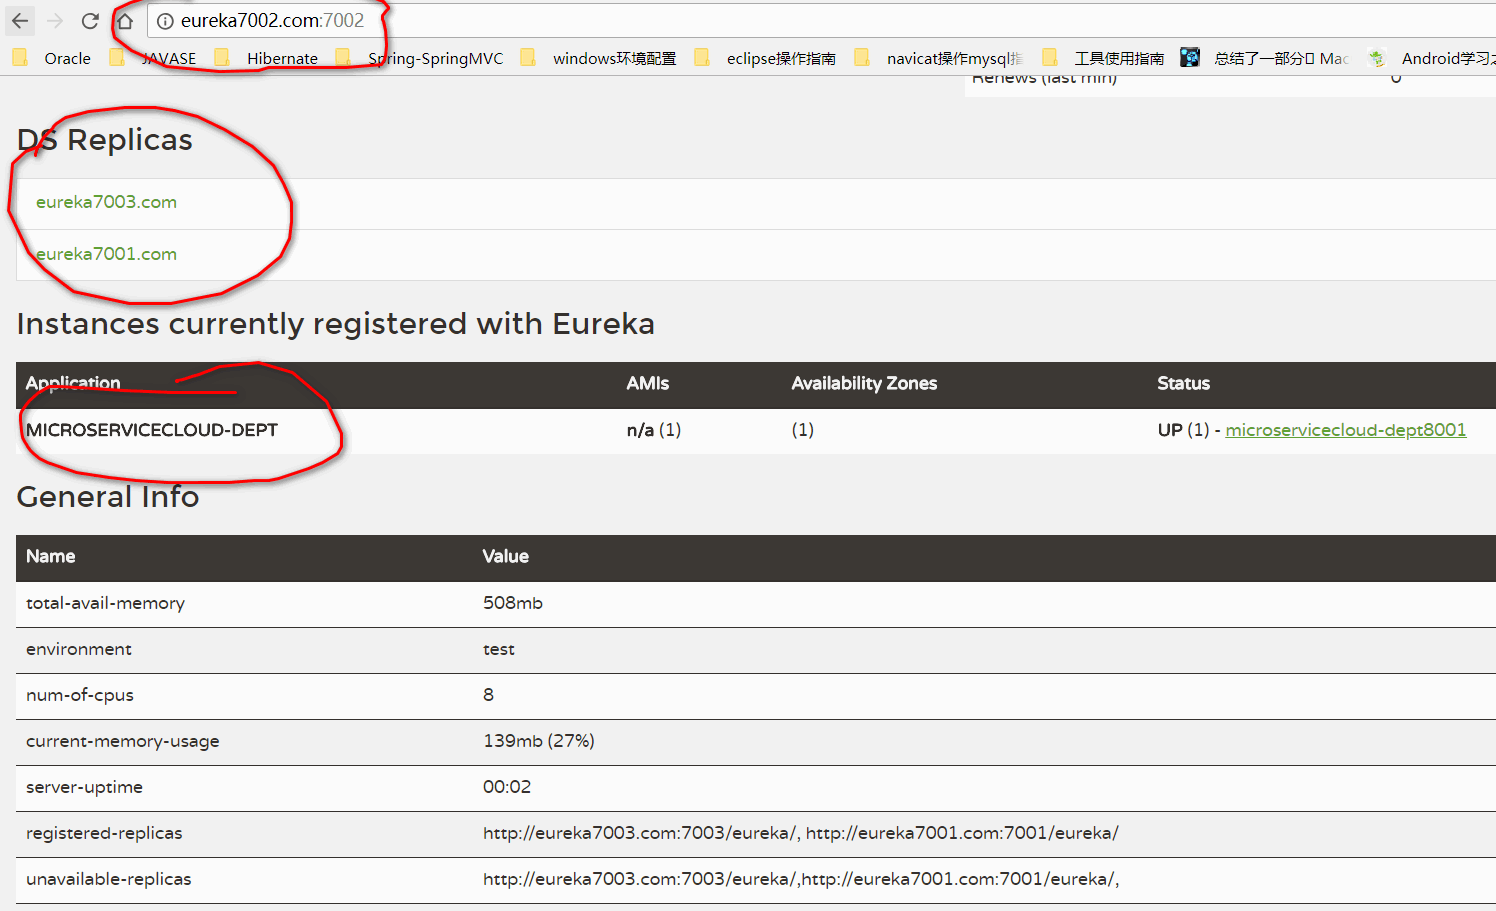 eureka7002.com:7002
Oracle JAVASE Hibernate Spring-SpringMVC windows环境配置 eclipse操作指南 navicat操作mysql指 工具使用指南 总结了一部分 Mac Android学习之
Renews (last min) 0
DS Replicas
eureka7003.com
eureka7001.com
Instances currently registered with Eureka
Application AMIs Availability Zones Status
MICROSERVICECLOUD-DEPT n/a (1) (1) UP (1) - microservicecloud-dept8001
General Info
Name Value
total-avail-memory 508mb
environment test
num-of-cpus 8
current-memory-usage 139mb (27%)
server-uptime 00:02
registered-replicas http://eureka7003.com:7003/eureka/, http://eureka7001.com:7001/eureka/
unavailable-replicas http://eureka7003.com:7003/eureka/,http://eureka7001.com:7001/eureka/,